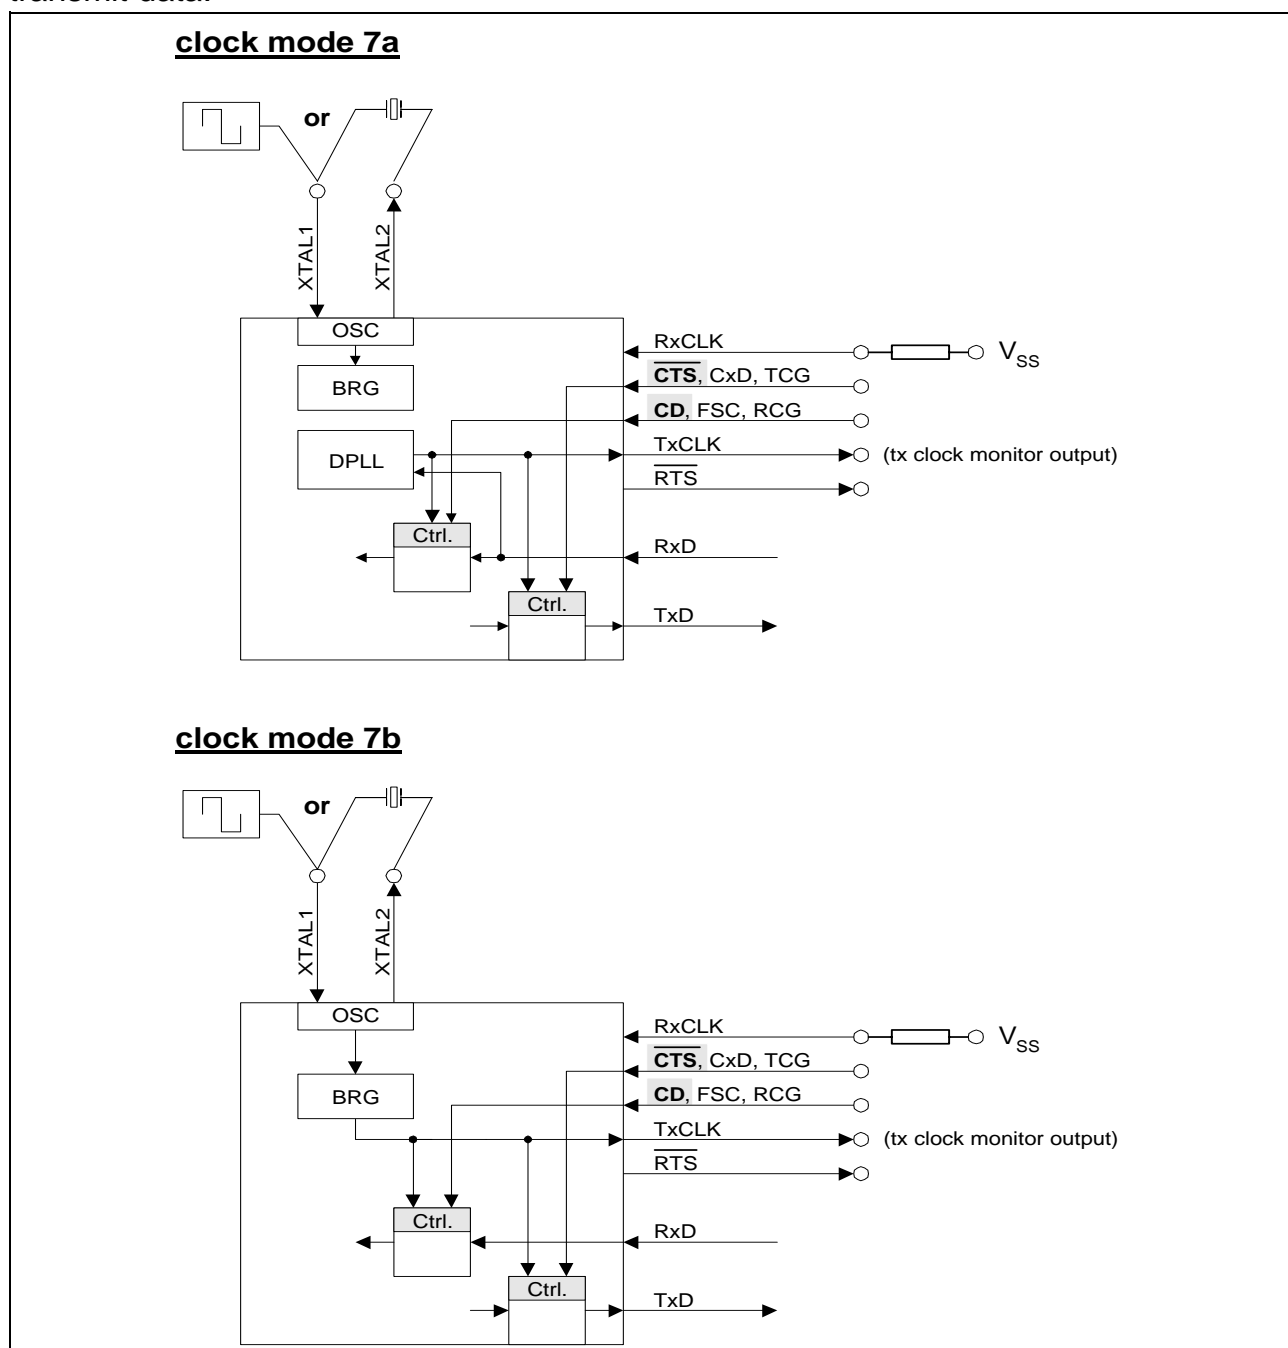 transmit data.
clock mode 7a
or
XTAL1
XTAL2
OSC
BRG
DPLL
RxCLK
VSS
CTS, CxD, TCG
CD, FSC, RCG
TxCLK
(tx clock monitor output)
RTS
Ctrl.
RxD
Ctrl.
TxD
clock mode 7b
or
XTAL1
XTAL2
OSC
BRG
RxCLK
VSS
CTS, CxD, TCG
CD, FSC, RCG
TxCLK
(tx clock monitor output)
RTS
Ctrl.
RxD
Ctrl.
TxD